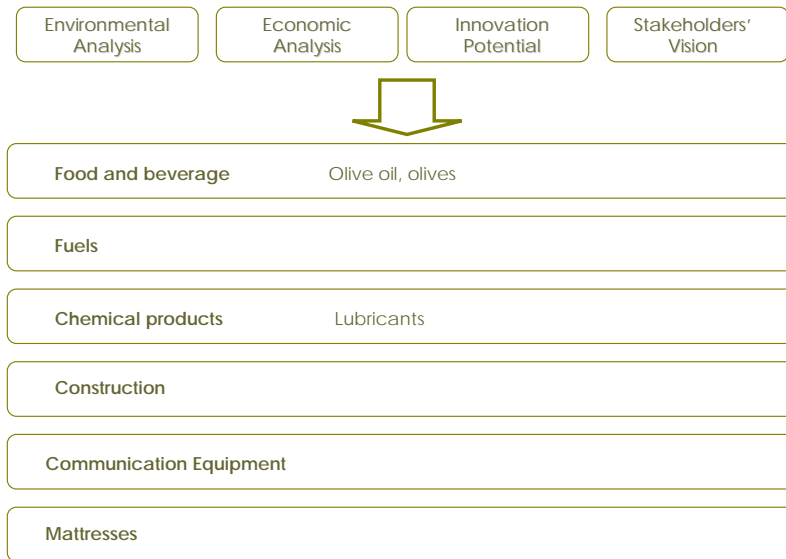 Environmental
Analysis
Economic
Analysis
Innovation
Potential
Stakeholders'
Vision
Food and beverage Olive oil, olives
Fuels
Chemical products Lubricants
Construction
Communication Equipment
Mattresses